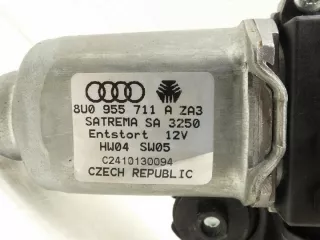 8U0 955 711 A ZA3
SATREMA SA 3250
Entstort 12V
HW04 SW05
C2410130094
CZECH REPUBLIC